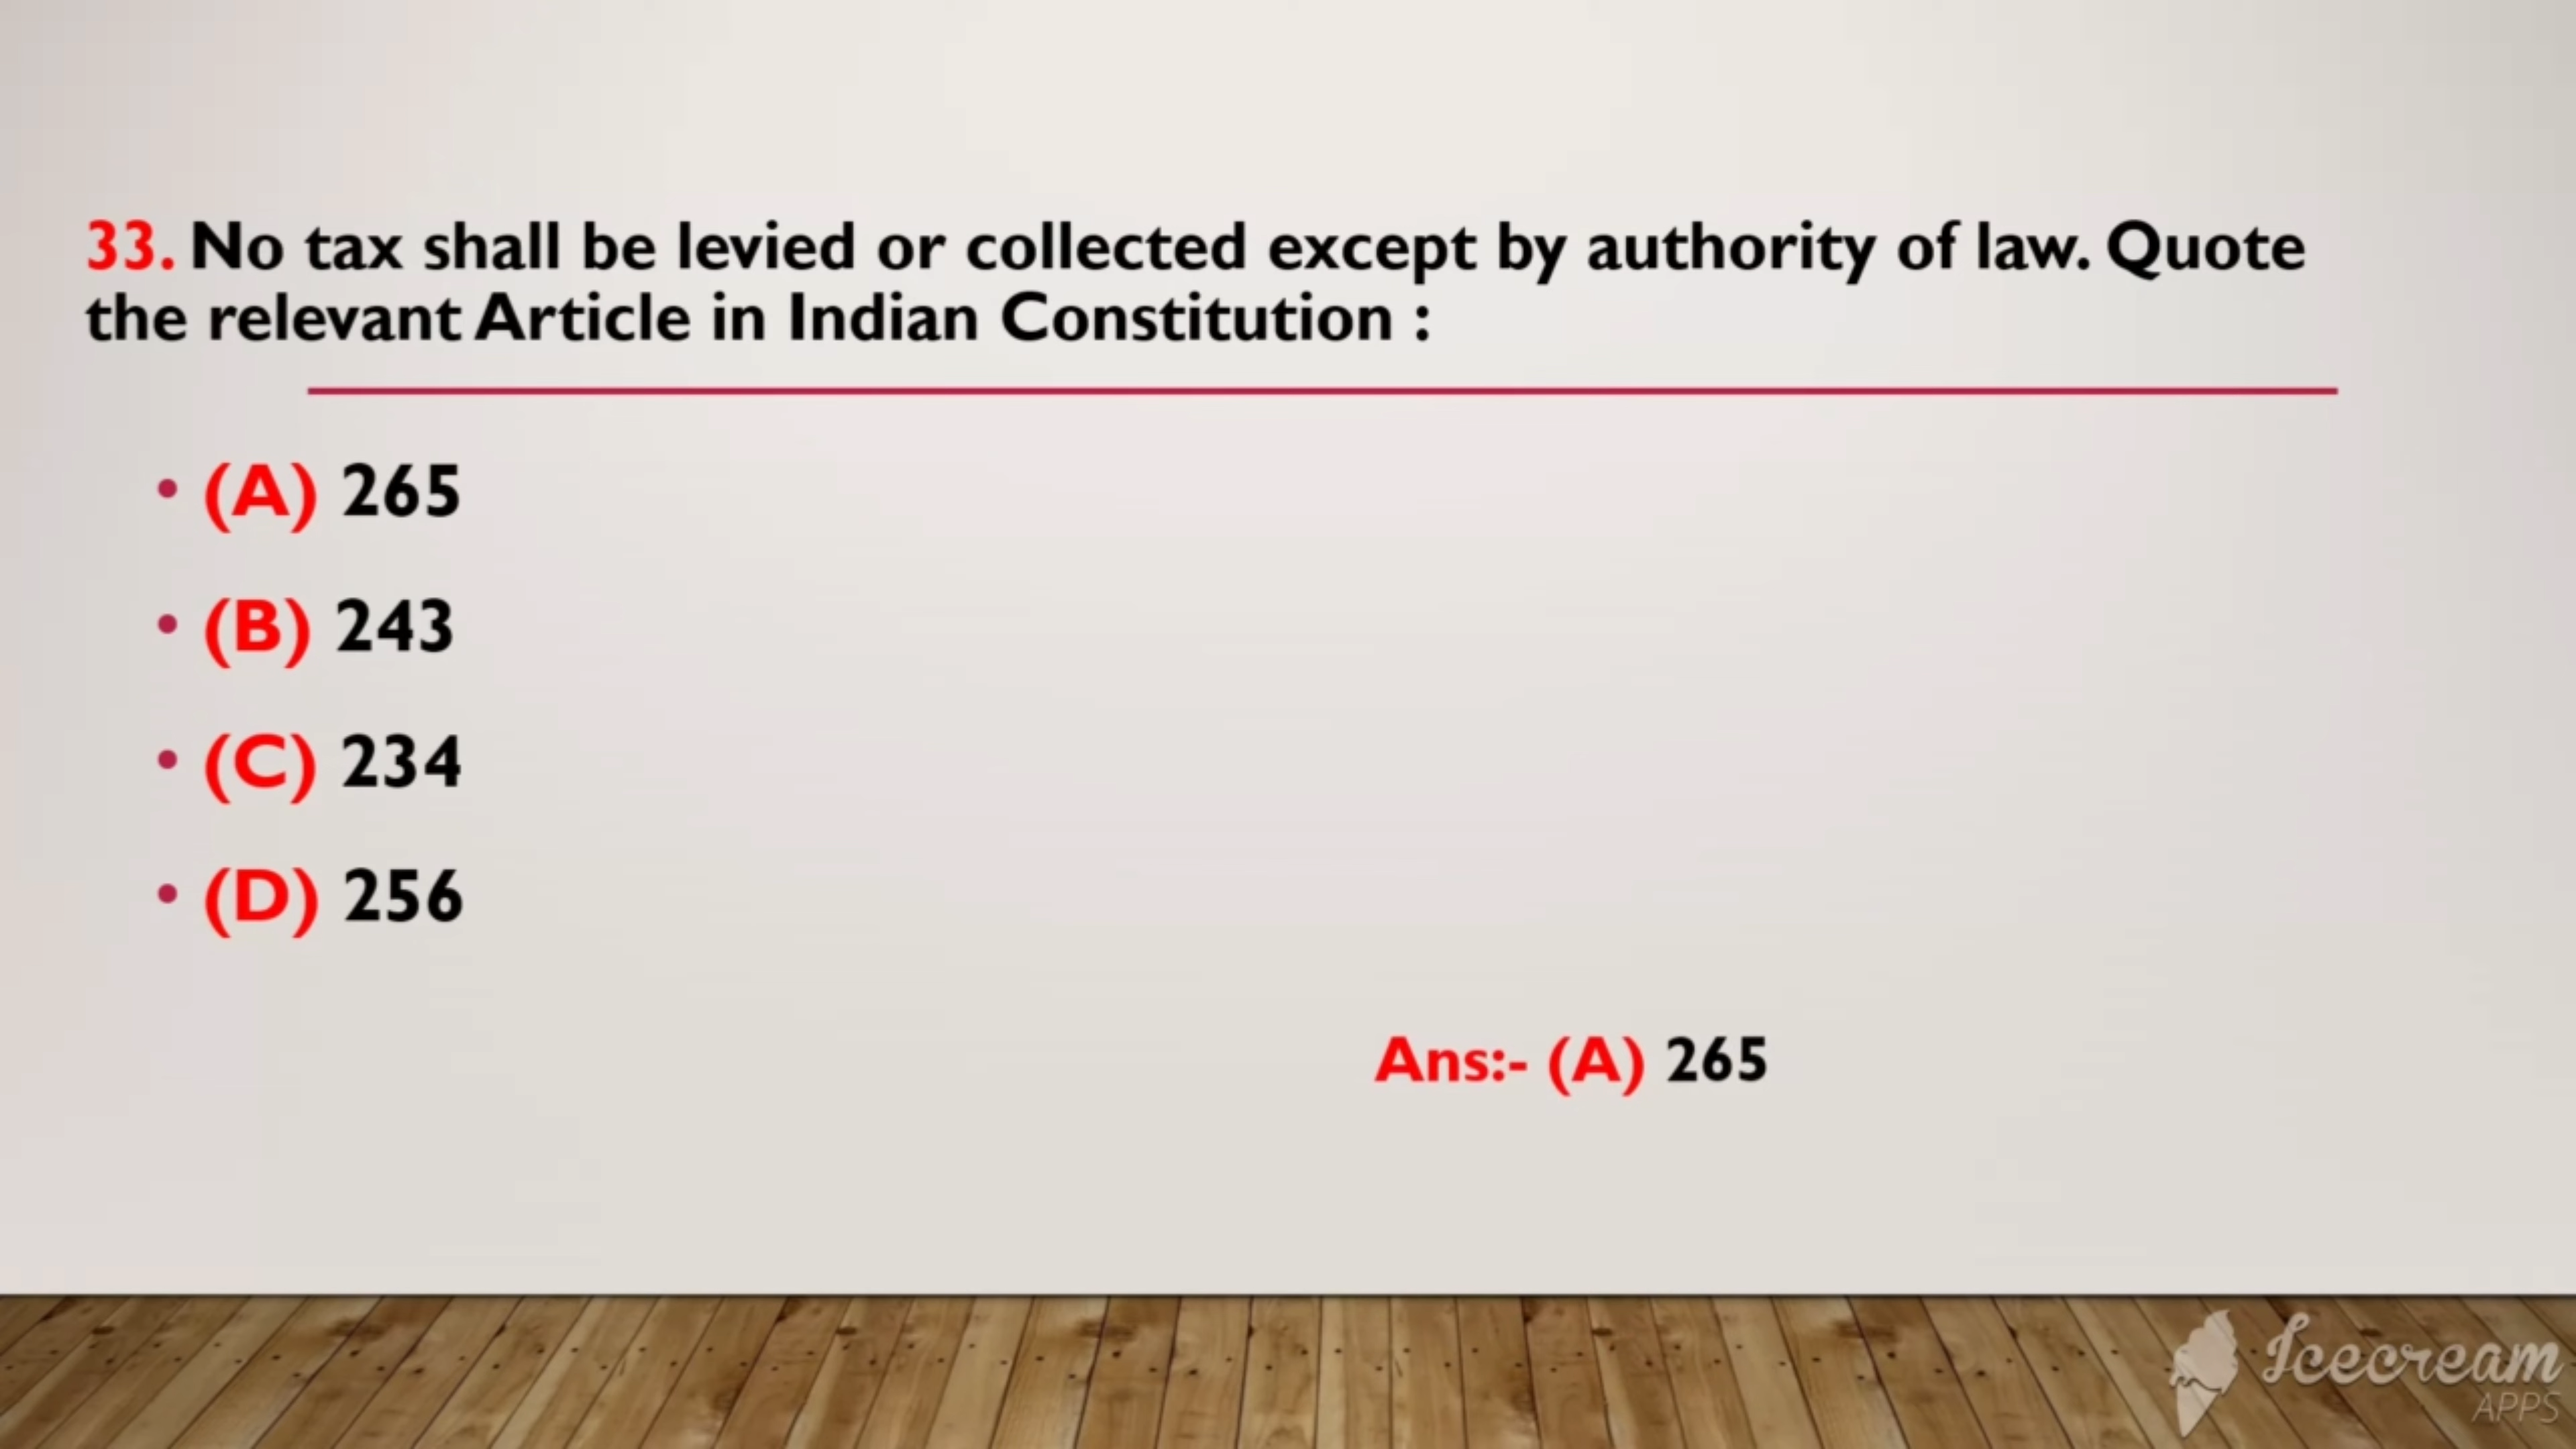 33. No tax shall be levied or collected except by authority of law. Quote
the relevant Article in Indian Constitution :
• (A) 265
• (B) 243
• (C) 234
• (D) 256
Ans:- (A) 265
Icecream
APPS